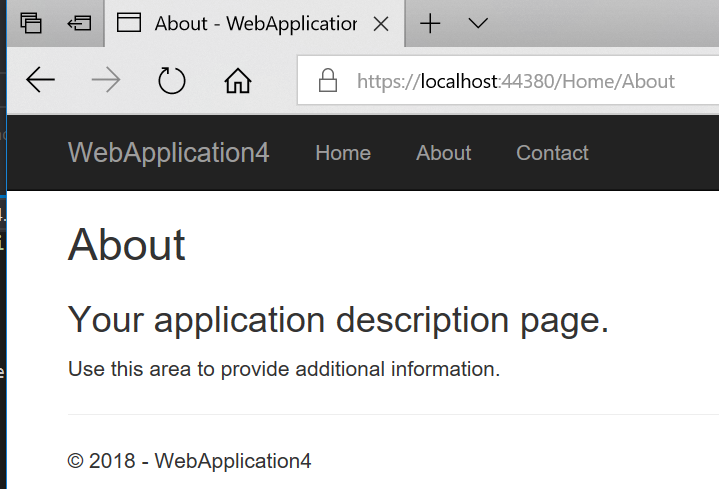 About - WebApplication
https://localhost:44380/Home/About
WebApplication4 Home About Contact
About
Your application description page.
Use this area to provide additional information.
© 2018 - WebApplication4